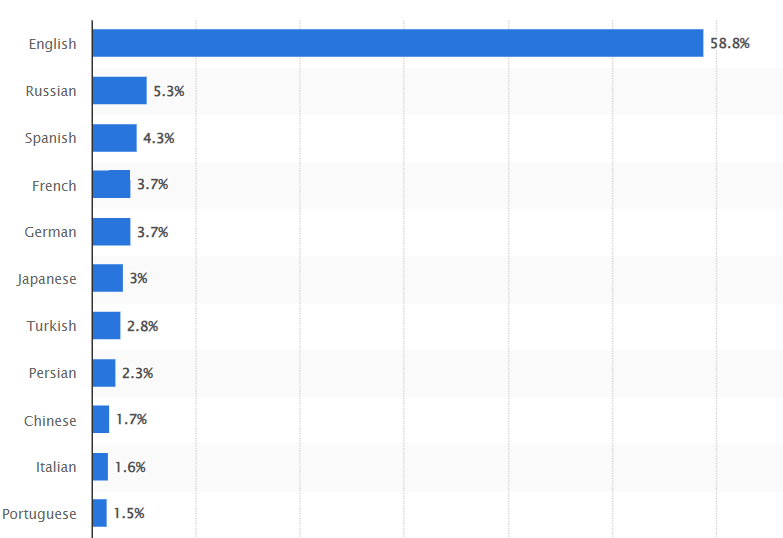 English 58.8%
Russian 5.3%
Spanish 4.3%
French 3.7%
German 3.7%
Japanese 3%
Turkish 2.8%
Persian 2.3%
Chinese 1.7%
Italian 1.6%
Portuguese 1.5%